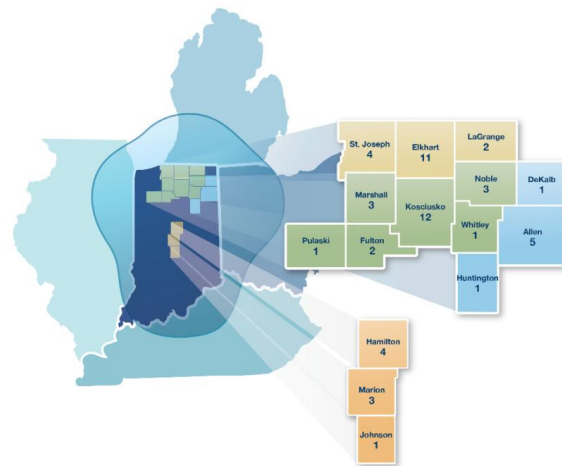 St. Joseph
4
Elkhart
11
LaGrange
2
Marshall
3
Kosciusko
12
Noble
3
DeKalb
1
Pulaski
1
Fulton
2
Whitley
1
Allen
5
Huntington
1
Hamilton
4
Marion
3
Johnson
1